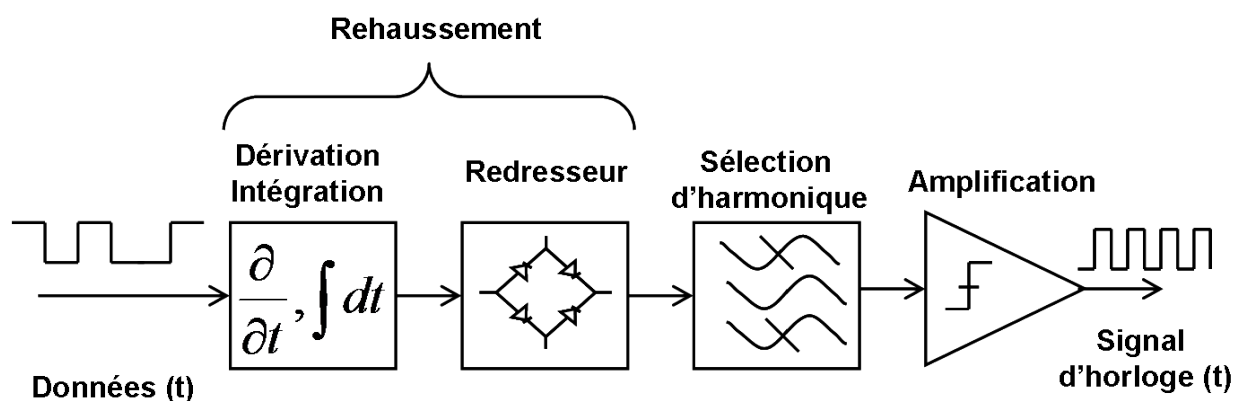 Rehaussement
Dérivation
Intégration
Redresseur
Sélection
d’harmonique
Amplification
∂/∂t , ∫ dt
Données (t)
Signal
d’horloge (t)